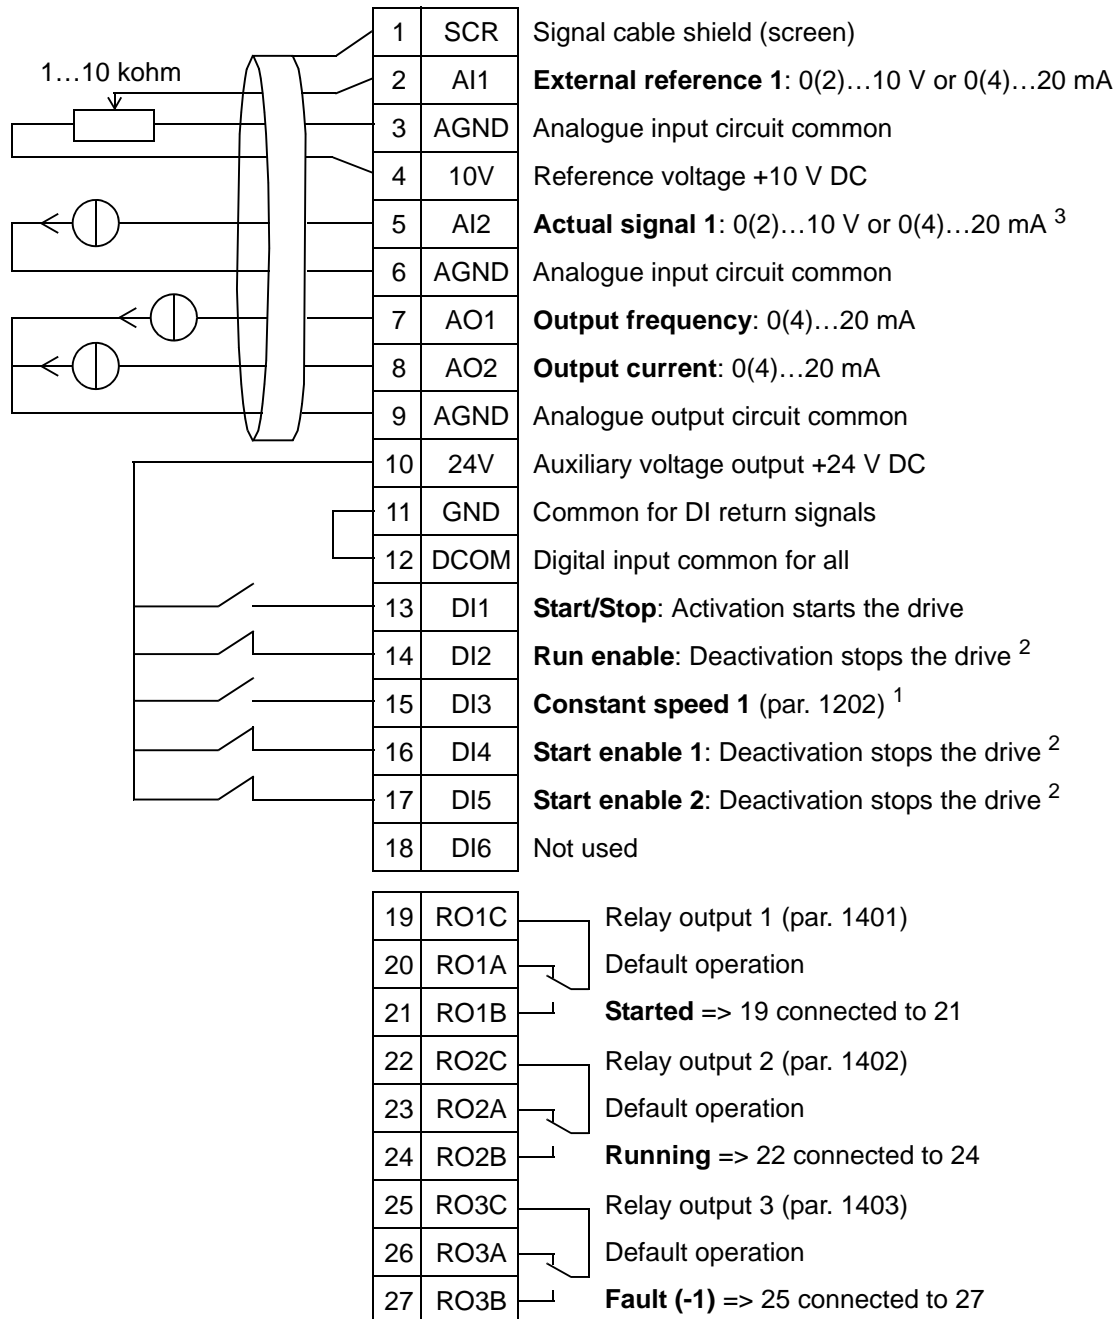 1 SCR Signal cable shield (screen)
1…10 kohm
2 AI1 External reference 1: 0(2)…10 V or 0(4)…20 mA
3 AGND Analogue input circuit common
4 10V Reference voltage +10 V DC
5 AI2 Actual signal 1: 0(2)…10 V or 0(4)…20 mA 3
6 AGND Analogue input circuit common
7 AO1 Output frequency: 0(4)…20 mA
8 AO2 Output current: 0(4)…20 mA
9 AGND Analogue output circuit common
10 24V Auxiliary voltage output +24 V DC
11 GND Common for DI return signals
12 DCOM Digital input common for all
13 DI1 Start/Stop: Activation starts the drive
14 DI2 Run enable: Deactivation stops the drive 2
15 DI3 Constant speed 1 (par. 1202) 1
16 DI4 Start enable 1: Deactivation stops the drive 2
17 DI5 Start enable 2: Deactivation stops the drive 2
18 DI6 Not used
19 RO1C Relay output 1 (par. 1401)
20 RO1A Default operation
21 RO1B Started => 19 connected to 21
22 RO2C Relay output 2 (par. 1402)
23 RO2A Default operation
24 RO2B Running => 22 connected to 24
25 RO3C Relay output 3 (par. 1403)
26 RO3A Default operation
27 RO3B Fault (-1) => 25 connected to 27